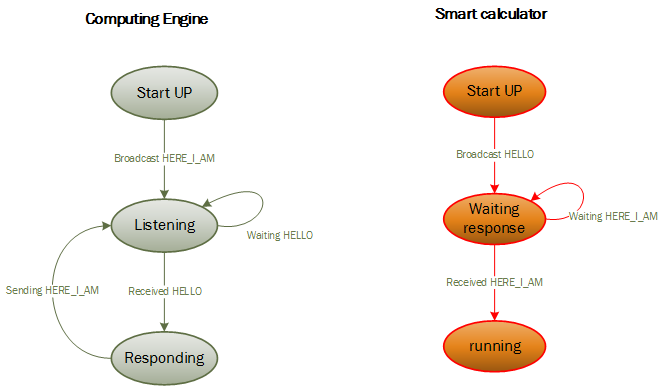 Computing Engine
Smart calculator
Start UP
Start UP
Broadcast HERE_I_AM
Broadcast HELLO
Listening
Waiting HELLO
Waiting
response
Waiting HERE_I_AM
Sending HERE_I_AM
Received HELLO
Received HERE_I_AM
Responding
running